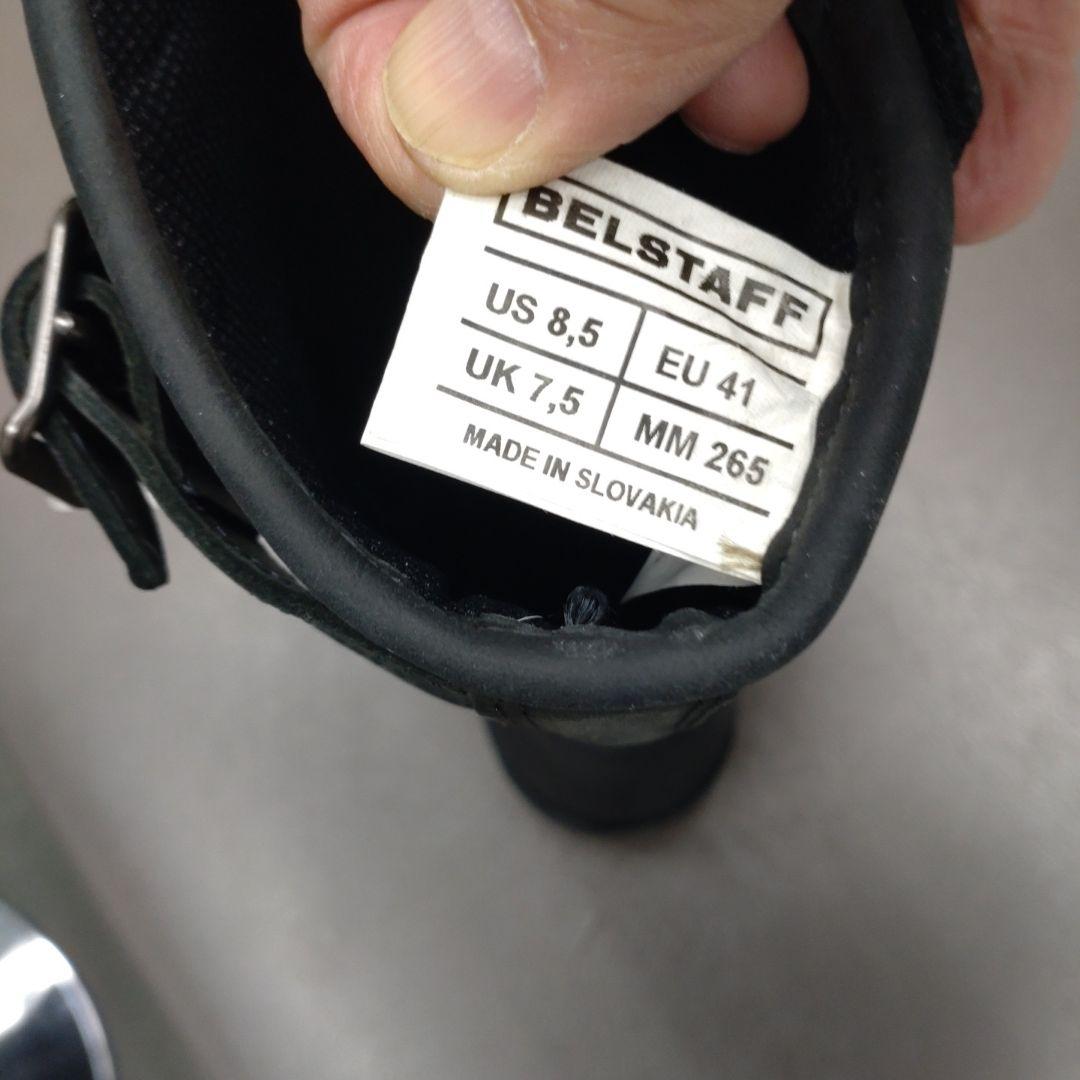 BELSTAFF
US 8,5 EU 41
UK 7,5 MM 265
MADE IN SLOVAKIA